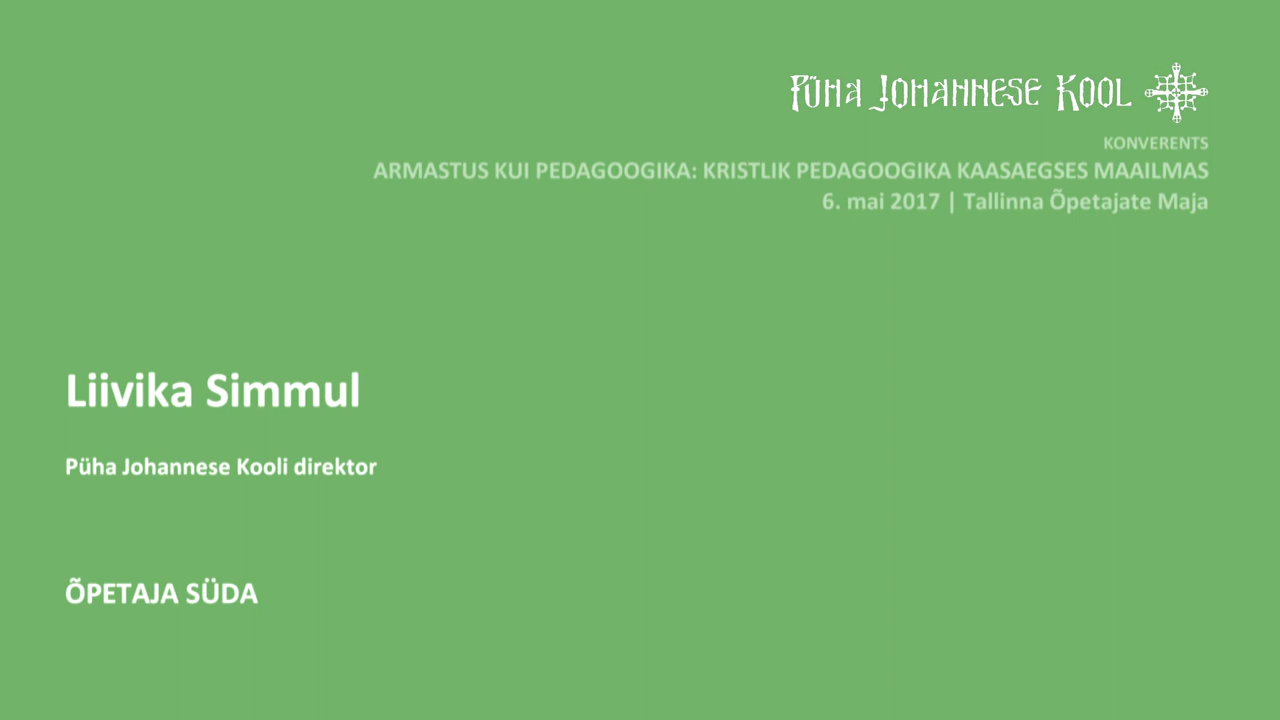 Püha Johannese Kool
KONVERENTS
ARMASTUS KUI PEDAGOOGIKA: KRISTLIK PEDAGOOGIKA KAASAEGSES MAAILMAS
6. mai 2017 | Tallinna Õpetajate Maja
Liivika Simmul
Püha Johannese Kooli direktor
ÕPETAJA SÜDA